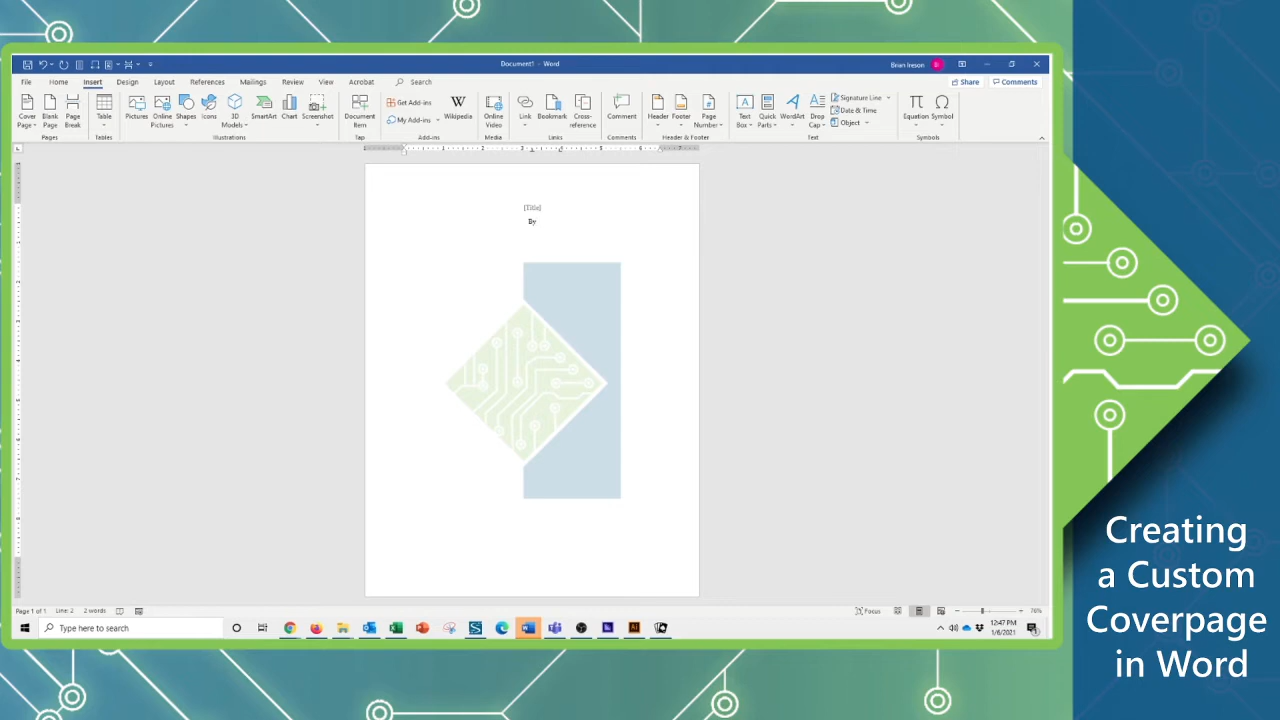 Document1 - Word
Brian Ireson
B
File Home Insert Design Layout References Mailings Review View Acrobat Search
Share Comments
Cover Page
Blank Page
Page Break
Table
Pictures
Online Pictures
Shapes
Icons
3D Models
SmartArt
Chart
Screenshot
Document Item
Get Add-ins
My Add-ins
Wikipedia
Online Video
Link
Bookmark
Cross-reference
Comment
Header
Footer
Page Number
Text Box
Quick Parts
WordArt
Drop Cap
Signature Line
Date & Time
Object
Equation
Symbol
Pages Tables Illustrations Tap Add-ins Media Links Comments Header & Footer Text Symbols
[Title]
By
Page 1 of 1 Line: 2 2 words
Focus
76%
Type here to search
12:47 PM
1/6/2021
Creating
a Custom
Coverpage
in Word